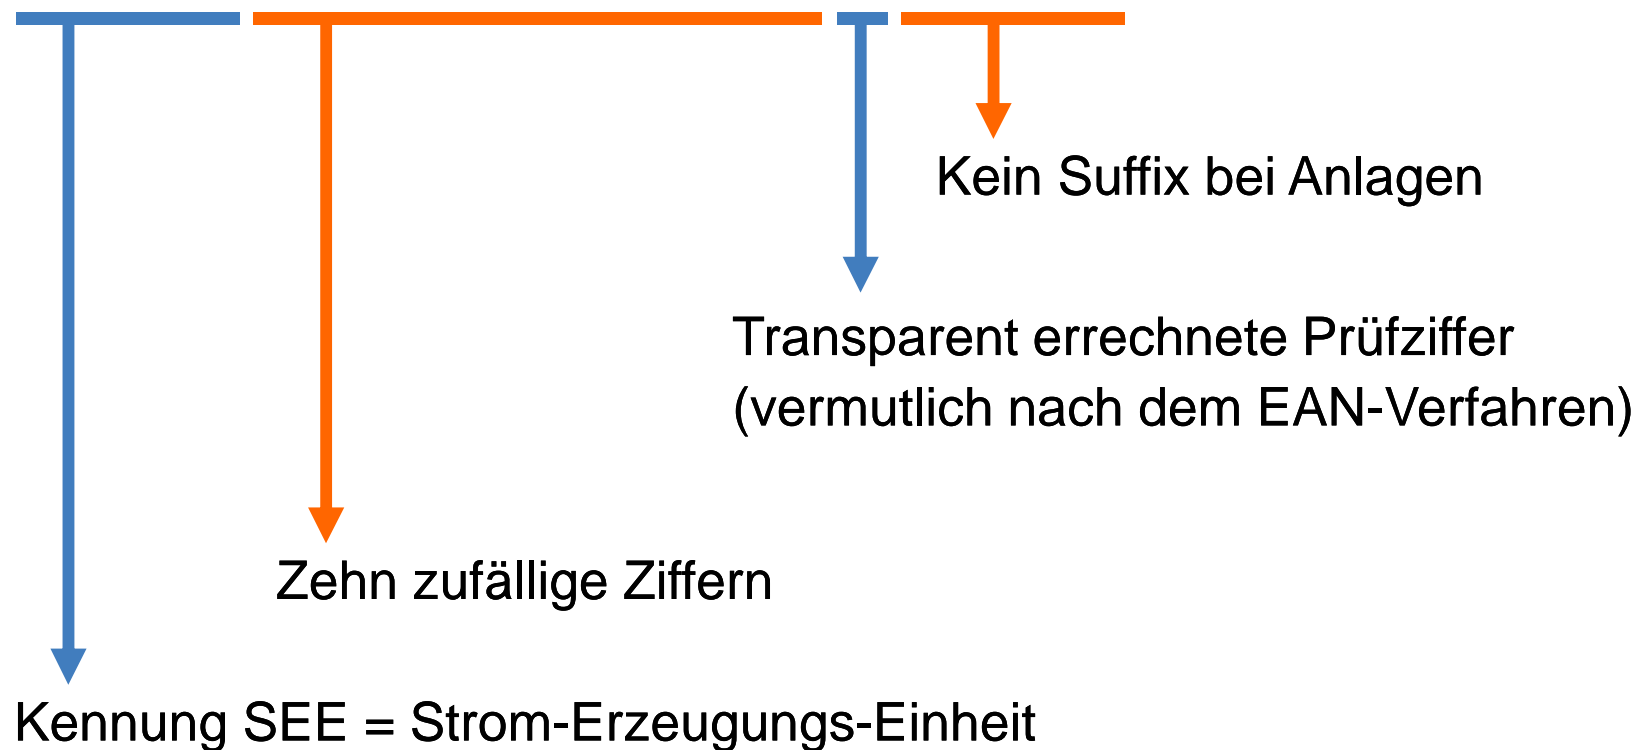 Kein Suffix bei Anlagen
Transparent errechnete Prüfziffer
(vermutlich nach dem EAN-Verfahren)
Zehn zufällige Ziffern
Kennung SEE = Strom-Erzeugungs-Einheit